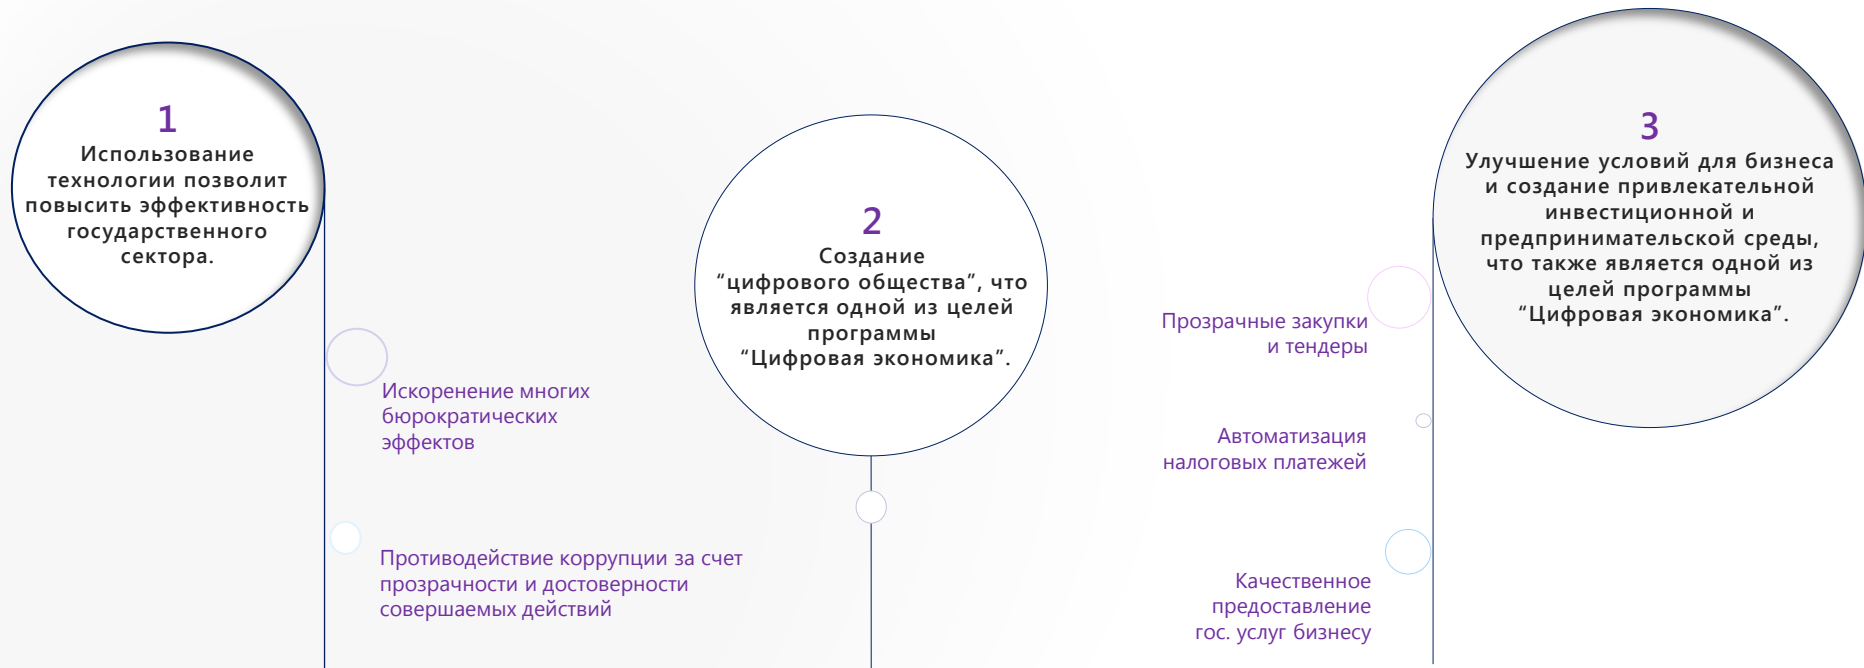 1
Использование
технологии позволит
повысить эффективность
государственного
сектора.
Искоренение многих
бюрократических
эффектов
Противодействие коррупции за счет
прозрачности и достоверности
совершаемых действий
2
Создание
“цифрового общества”, что
является одной из целей
программы
“Цифровая экономика”.
3
Улучшение условий для бизнеса
и создание привлекательной
инвестиционной и
предпринимательской среды,
что также является одной из
целей программы
“Цифровая экономика”.
Прозрачные закупки
и тендеры
Автоматизация
налоговых платежей
Качественное
предоставление
гос. услуг бизнесу